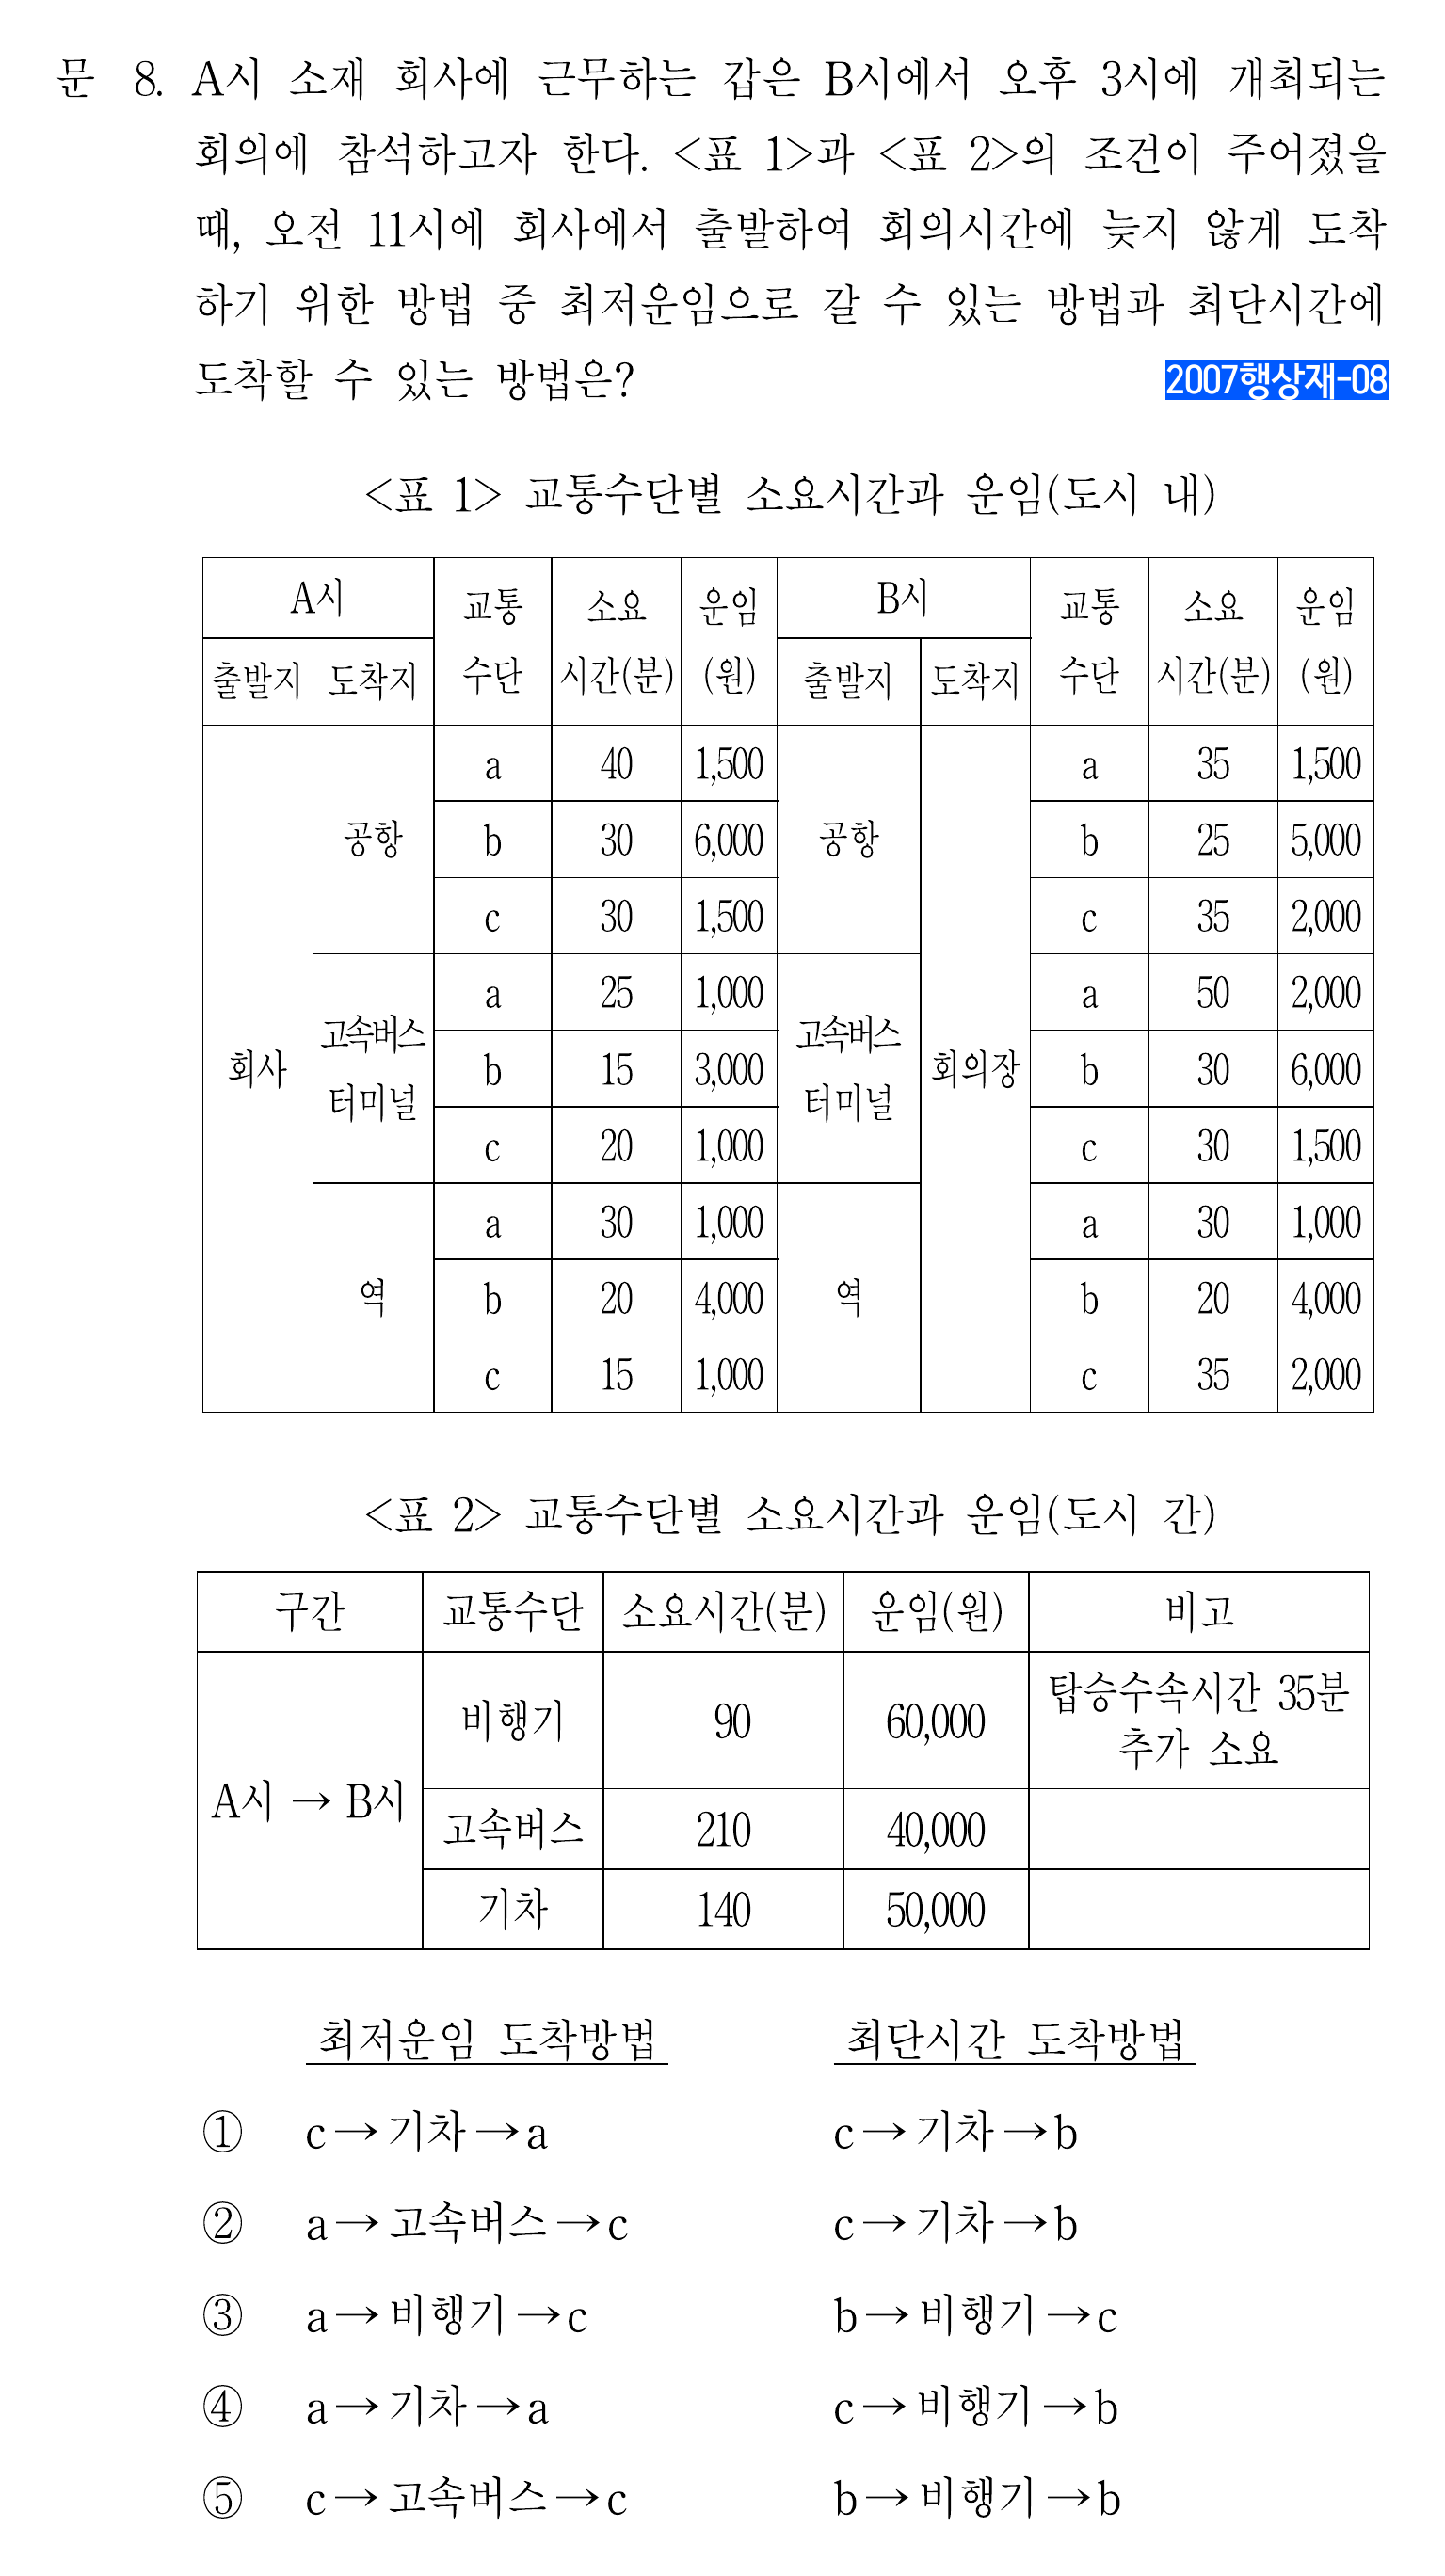 문 8. A시 소재 회사에 근무하는 갑은 B시에서 오후 3시에 개최되는
회의에 참석하고자 한다. <표 1>과 <표 2>의 조건이 주어졌을
때, 오전 11시에 회사에서 출발하여 회의시간에 늦지 않게 도착
하기 위한 방법 중 최저운임으로 갈 수 있는 방법과 최단시간에
도착할 수 있는 방법은? 2007행상재-08
<표 1> 교통수단별 소요시간과 운임(도시 내)
A시 교통 소요 운임 B시 교통 소요 운임
출발지 도착지 수단 시간(분) (원) 출발지 도착지 수단 시간(분) (원)
a 40 1,500 a 35 1,500
공항 b 30 6,000 공항 b 25 5,000
c 30 1,500 c 35 2,000
a 25 1,000 a 50 2,000
고속버스 고속버스
회사 b 15 3,000 회의장 b 30 6,000
터미널 터미널
c 20 1,000 c 30 1,500
a 30 1,000 a 30 1,000
역 b 20 4,000 역 b 20 4,000
c 15 1,000 c 35 2,000
<표 2> 교통수단별 소요시간과 운임(도시 간)
구간 교통수단 소요시간(분) 운임(원) 비고
탑승수속시간 35분
비행기 90 60,000
추가 소요
A시 → B시
고속버스 210 40,000
기차 140 50,000
최저운임 도착방법 최단시간 도착방법
① c→기차→a c→기차→b
② a→고속버스→c c→기차→b
③ a→비행기→c b→비행기→c
④ a→기차→a c→비행기→b
⑤ c→고속버스→c b→비행기→b